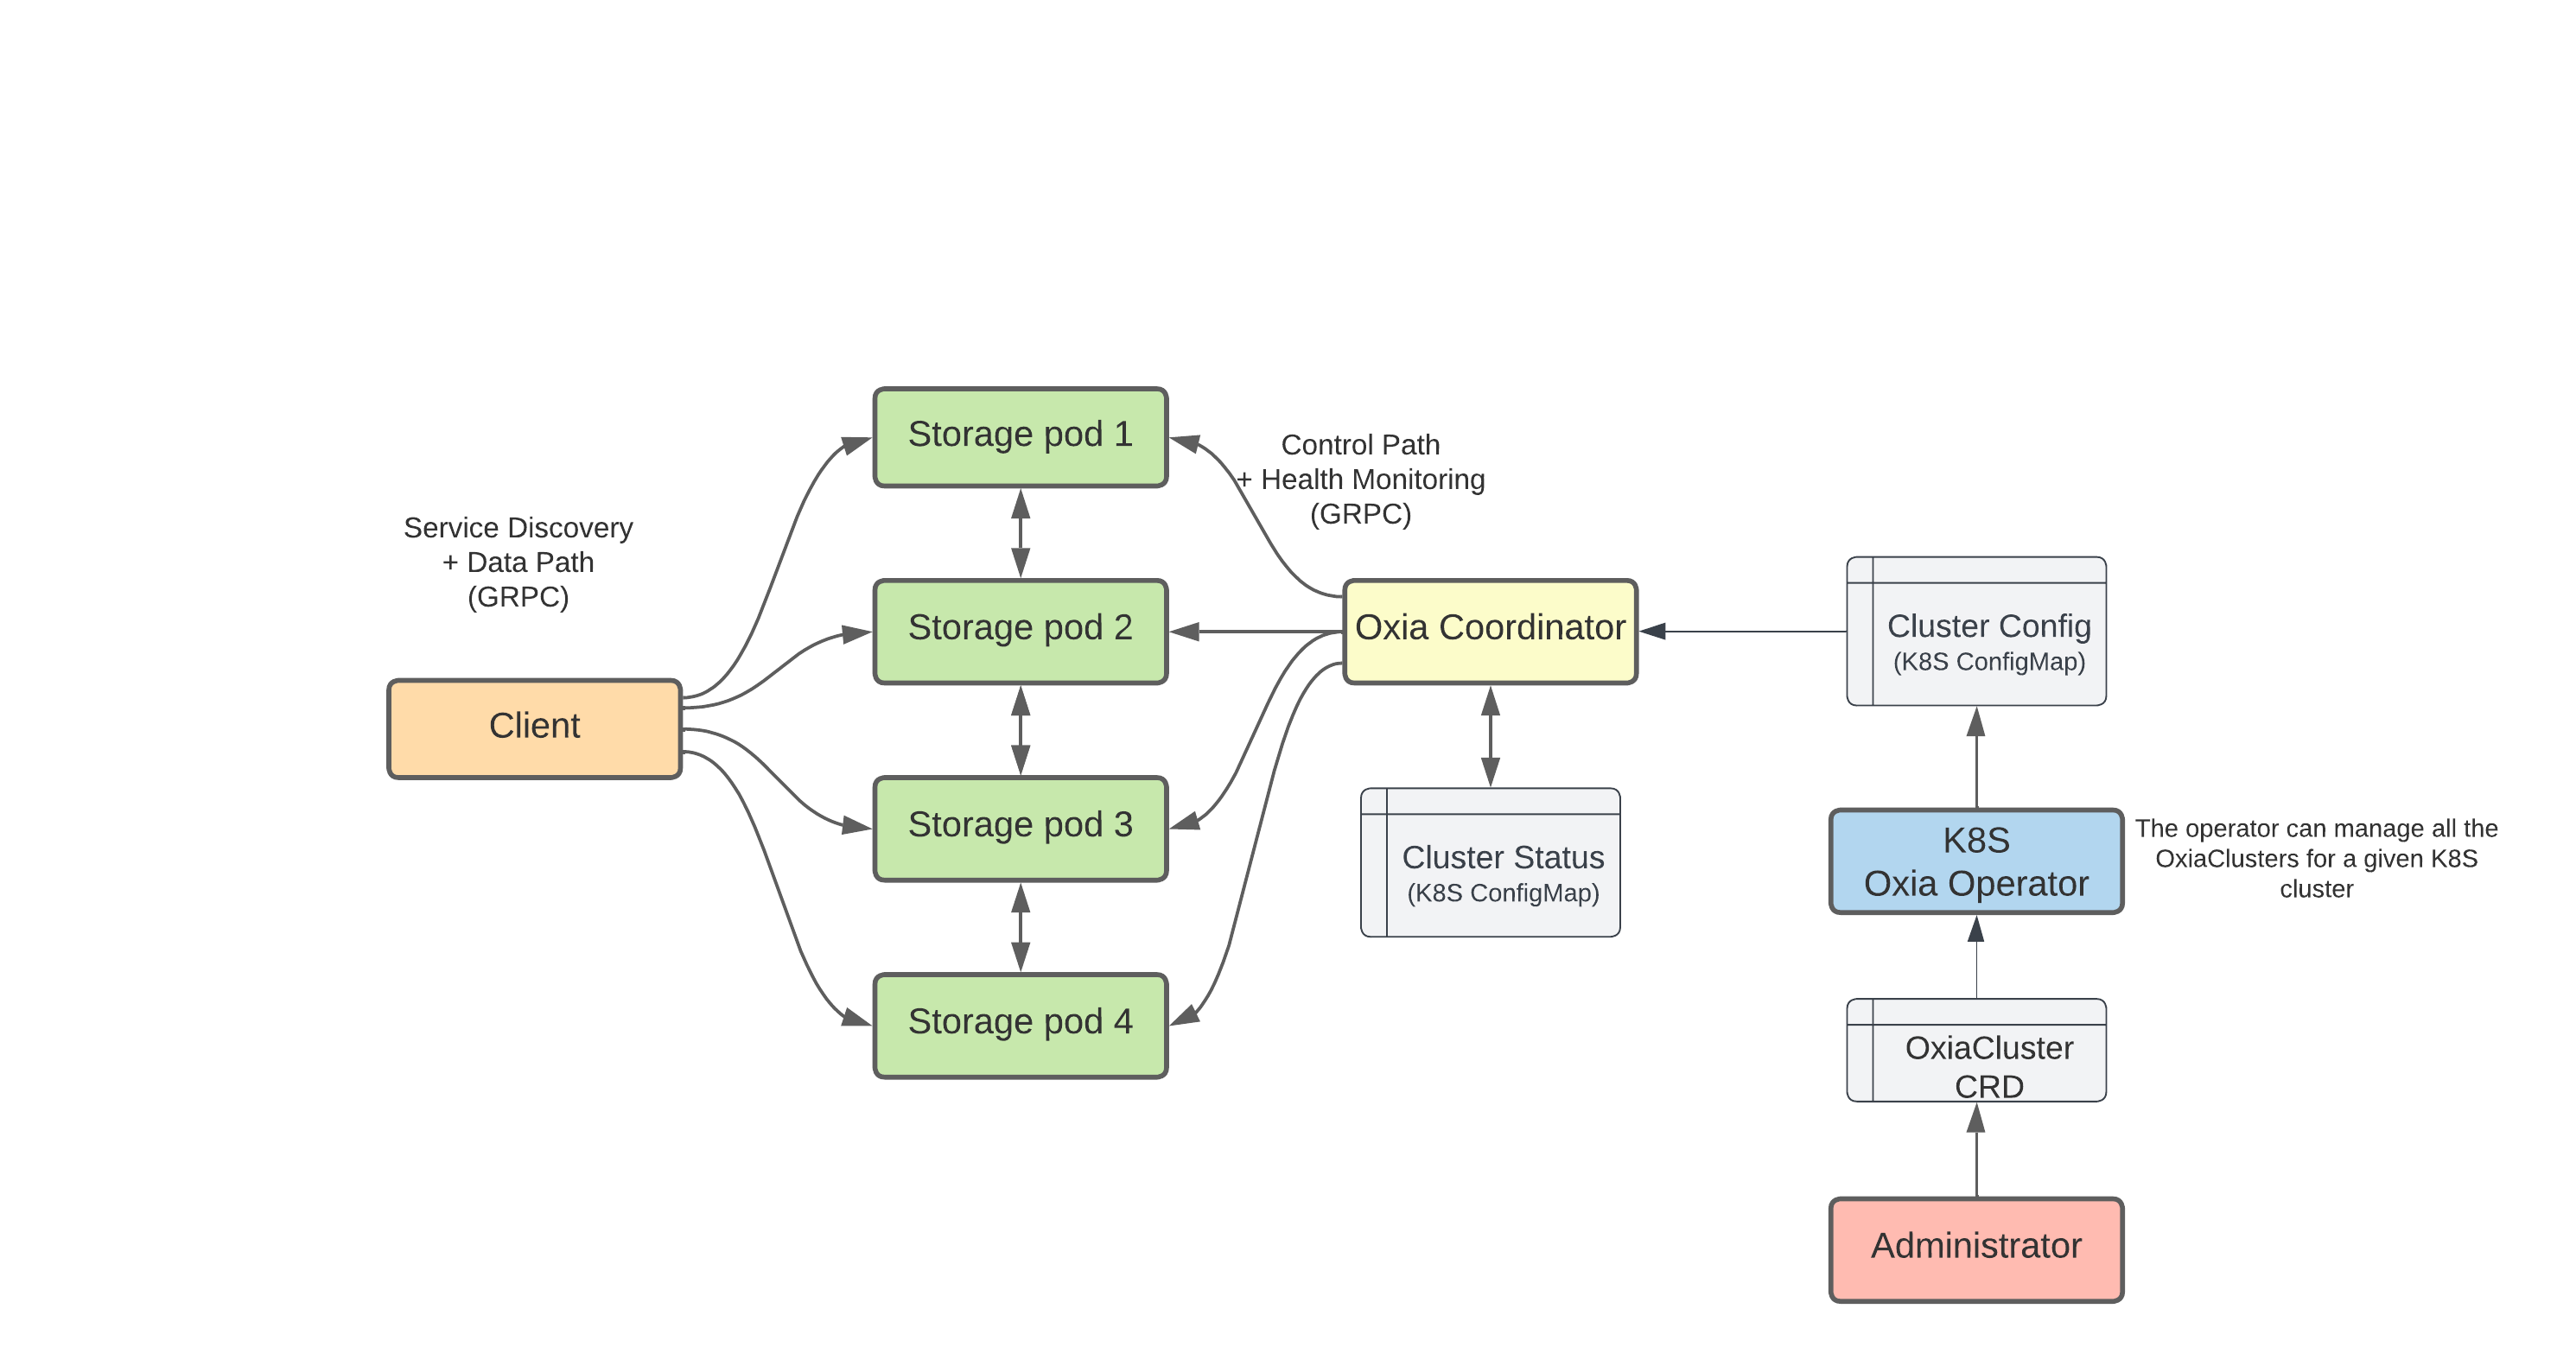 Storage pod 1
Control Path
+ Health Monitoring
(GRPC)
Service Discovery
+ Data Path
(GRPC)
Storage pod 2
Oxia Coordinator
Cluster Config
(K8S ConfigMap)
Client
Storage pod 3
Cluster Status
(K8S ConfigMap)
K8S
Oxia Operator
The operator can manage all the
OxiaClusters for a given K8S
cluster
Storage pod 4
OxiaCluster
CRD
Administrator